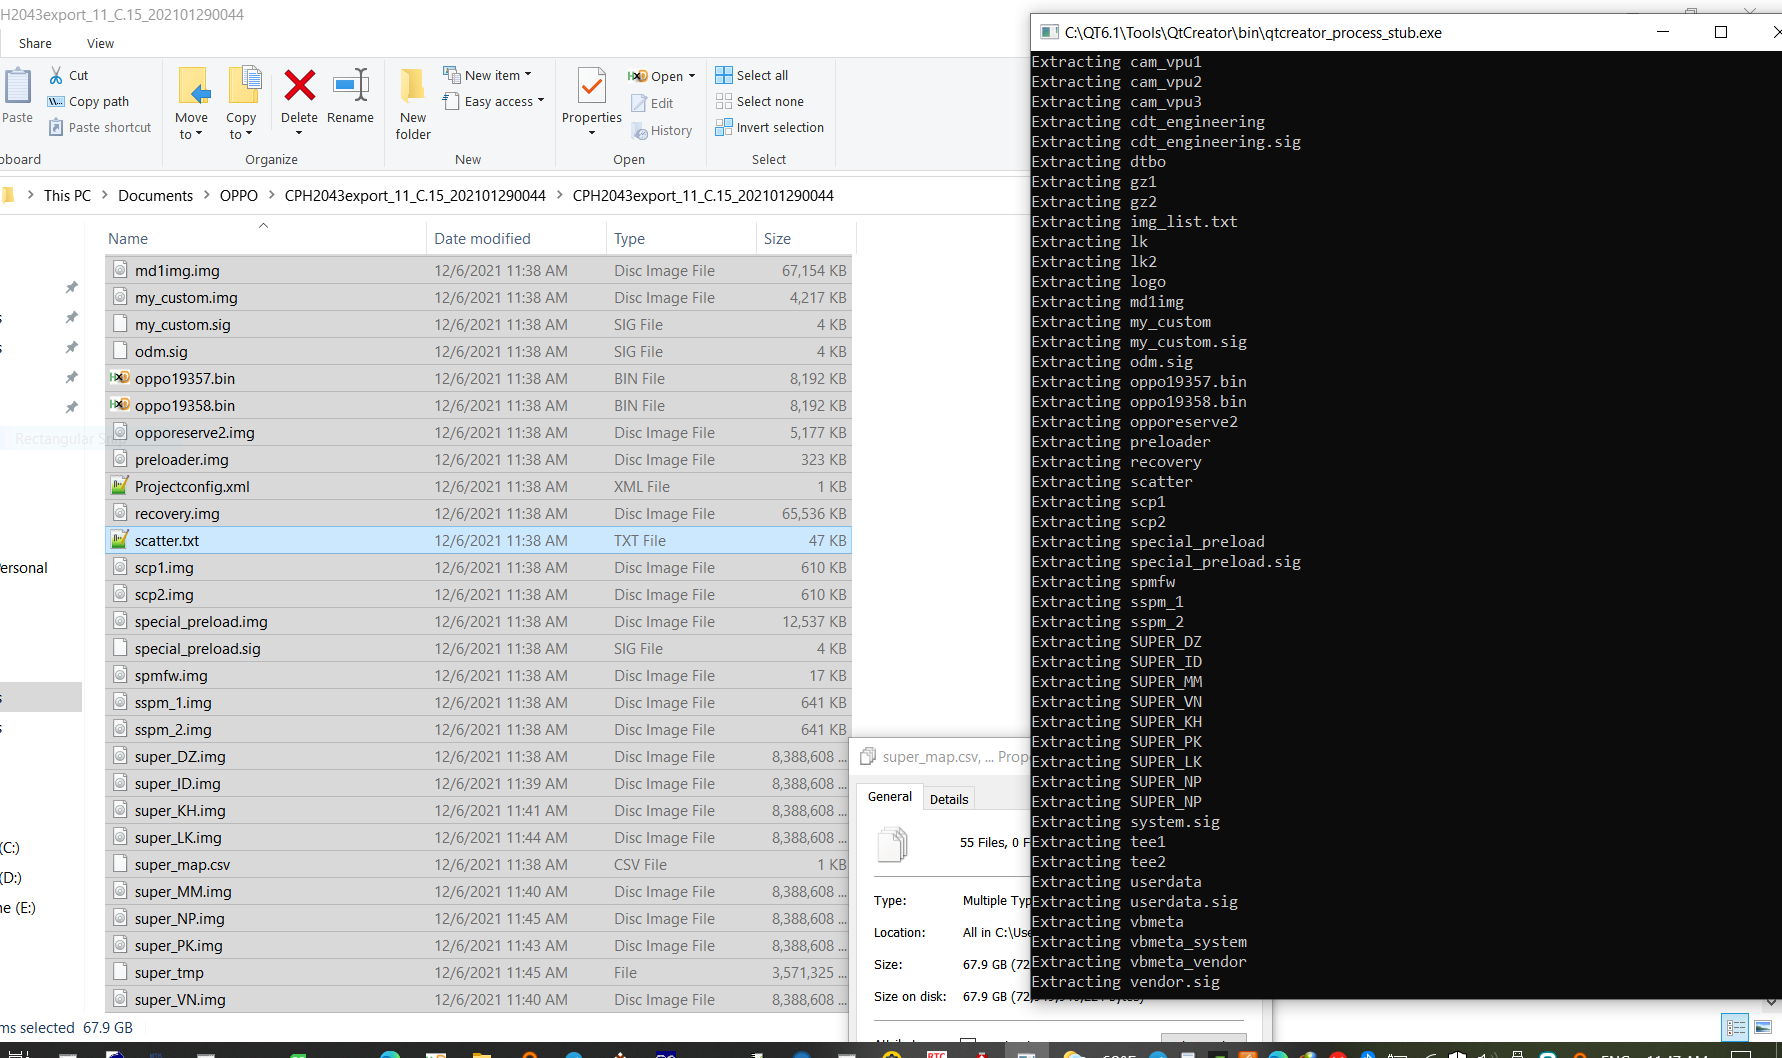 H2043export_11_C.15_202101290044
Share View
Paste
Cut
Copy path
Paste shortcut
Move to
Copy to
Delete
Rename
New folder
New item
Easy access
Properties
Open
Edit
History
Select all
Select none
Invert selection
pboard Organize New Open Select
This PC > Documents > OPPO > CPH2043export_11_C.15_202101290044 > CPH2043export_11_C.15_202101290044
Name Date modified Type Size
md1img.img 12/6/2021 11:38 AM Disc Image File 67,154 KB
my_custom.img 12/6/2021 11:38 AM Disc Image File 4,217 KB
my_custom.sig 12/6/2021 11:38 AM SIG File 4 KB
odm.sig 12/6/2021 11:38 AM SIG File 4 KB
oppo19357.bin 12/6/2021 11:38 AM BIN File 8,192 KB
oppo19358.bin 12/6/2021 11:38 AM BIN File 8,192 KB
Rectangular
opporeserve2.img 12/6/2021 11:38 AM Disc Image File 5,177 KB
preloader.img 12/6/2021 11:38 AM Disc Image File 323 KB
Projectconfig.xml 12/6/2021 11:38 AM XML File 1 KB
recovery.img 12/6/2021 11:38 AM Disc Image File 65,536 KB
scatter.txt 12/6/2021 11:38 AM TXT File 47 KB
scp1.img 12/6/2021 11:38 AM Disc Image File 610 KB
scp2.img 12/6/2021 11:38 AM Disc Image File 610 KB
special_preload.img 12/6/2021 11:38 AM Disc Image File 12,537 KB
special_preload.sig 12/6/2021 11:38 AM SIG File 4 KB
spmfw.img 12/6/2021 11:38 AM Disc Image File 17 KB
sspm_1.img 12/6/2021 11:38 AM Disc Image File 641 KB
sspm_2.img 12/6/2021 11:38 AM Disc Image File 641 KB
super_DZ.img 12/6/2021 11:38 AM Disc Image File 8,388,608 ...
super_ID.img 12/6/2021 11:39 AM Disc Image File 8,388,608 ...
super_KH.img 12/6/2021 11:41 AM Disc Image File 8,388,608 ...
super_LK.img 12/6/2021 11:44 AM Disc Image File 8,388,608 ...
super_map.csv 12/6/2021 11:38 AM CSV File 1 KB
super_MM.img 12/6/2021 11:40 AM Disc Image File 8,388,608 ...
super_NP.img 12/6/2021 11:45 AM Disc Image File 8,388,608 ...
super_PK.img 12/6/2021 11:43 AM Disc Image File 8,388,608 ...
super_tmp 12/6/2021 11:45 AM File 3,571,325 ...
super_VN.img 12/6/2021 11:40 AM Disc Image File 8,388,608 ...
ersonal
(C:)
(D:)
ne (E:)
ms selected 67.9 GB
super_map.csv, ... Prop
General Details
55 Files, 0 F
Type: Multiple Typ
Location: All in C:\Use
Size: 67.9 GB (72
Size on disk: 67.9 GB
C:\QT6.1\Tools\QtCreator\bin\qtcreator_process_stub.exe
Extracting cam_vpu1
Extracting cam_vpu2
Extracting cam_vpu3
Extracting cdt_engineering
Extracting cdt_engineering.sig
Extracting dtbo
Extracting gz1
Extracting gz2
Extracting img_list.txt
Extracting lk
Extracting lk2
Extracting logo
Extracting md1img
Extracting my_custom
Extracting my_custom.sig
Extracting odm.sig
Extracting oppo19357.bin
Extracting oppo19358.bin
Extracting opporeserve2
Extracting preloader
Extracting recovery
Extracting scatter
Extracting scp1
Extracting scp2
Extracting special_preload
Extracting special_preload.sig
Extracting spmfw
Extracting sspm_1
Extracting sspm_2
Extracting SUPER_DZ
Extracting SUPER_ID
Extracting SUPER_MM
Extracting SUPER_VN
Extracting SUPER_KH
Extracting SUPER_PK
Extracting SUPER_LK
Extracting SUPER_NP
Extracting SUPER_NP
Extracting system.sig
Extracting tee1
Extracting tee2
Extracting userdata
Extracting userdata.sig
Extracting vbmeta
Extracting vbmeta_system
Extracting vbmeta_vendor
Extracting vendor.sig